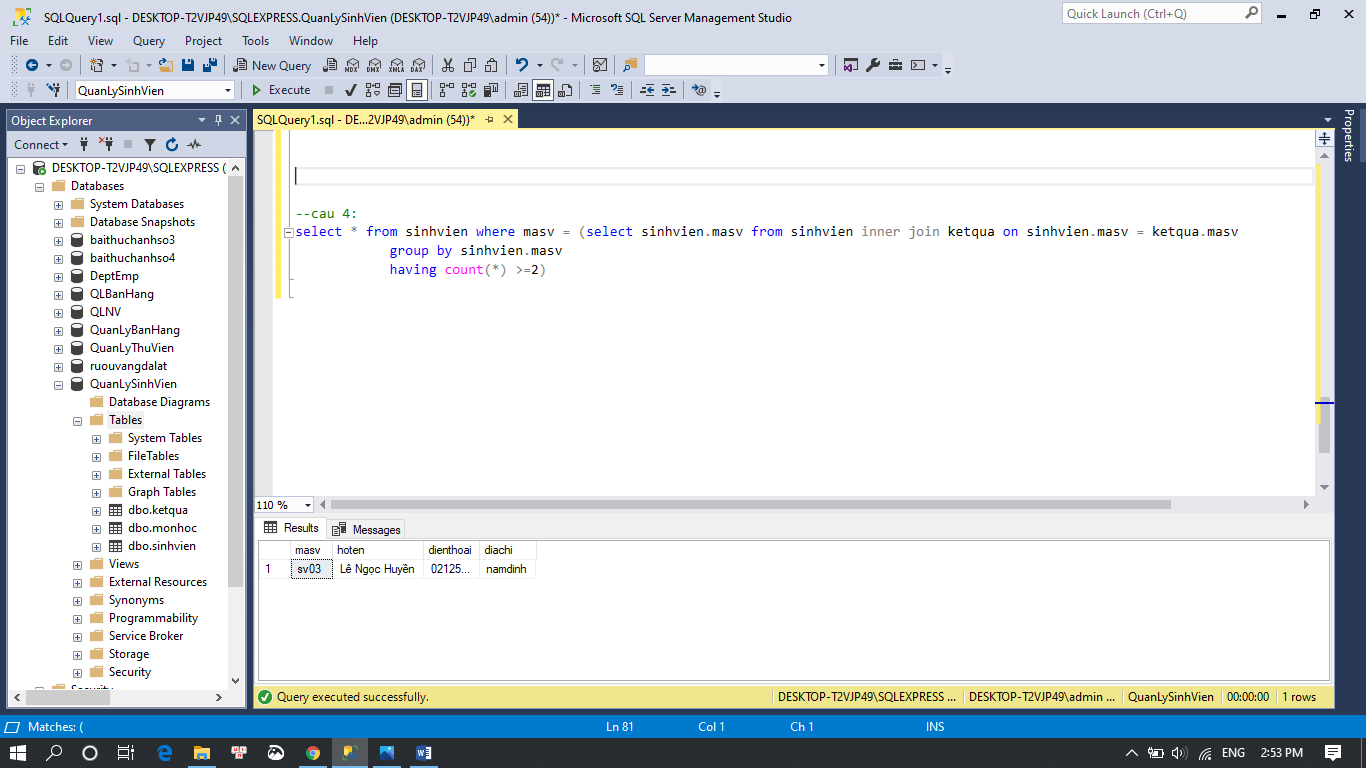 SQLQuery1.sql - DESKTOP-T2VJP49\SQLEXPRESS.QuanLySinhVien (DESKTOP-T2VJP49\admin (54))* - Microsoft SQL Server Management Studio
Quick Launch (Ctrl+Q)
File Edit View Query Project Tools Window Help
New Query MDX DMX XMLA DAX
QuanLySinhVien Execute
Object Explorer
SQLQuery1.sql - DE...2VJP49\admin (54))*
Properties
Connect
DESKTOP-T2VJP49\SQLEXPRESS (
Databases
System Databases
Database Snapshots
baithuchanhso3
baithuchanhso4
DeptEmp
QLBanHang
QLNV
QuanLyBanHang
QuanLyThuVien
ruouvangdalat
QuanLySinhVien
Database Diagrams
Tables
System Tables
FileTables
External Tables
Graph Tables
dbo.ketqua
dbo.monhoc
dbo.sinhvien
Views
External Resources
Synonyms
Programmability
Service Broker
Storage
Security
Security
--cau 4:
select * from sinhvien where masv = (select sinhvien.masv from sinhvien inner join ketqua on sinhvien.masv = ketqua.masv
group by sinhvien.masv
having count(*) >=2)
110 %
Results Messages
masv hoten dienthoai diachi
1 sv03 Lê Ngọc Huyền 02125... namdinh
Query executed successfully. DESKTOP-T2VJP49\SQLEXPRESS ... DESKTOP-T2VJP49\admin ... QuanLySinhVien 00:00:00 1 rows
Matches: ( Ln 81 Col 1 Ch 1 INS
ENG 2:53 PM